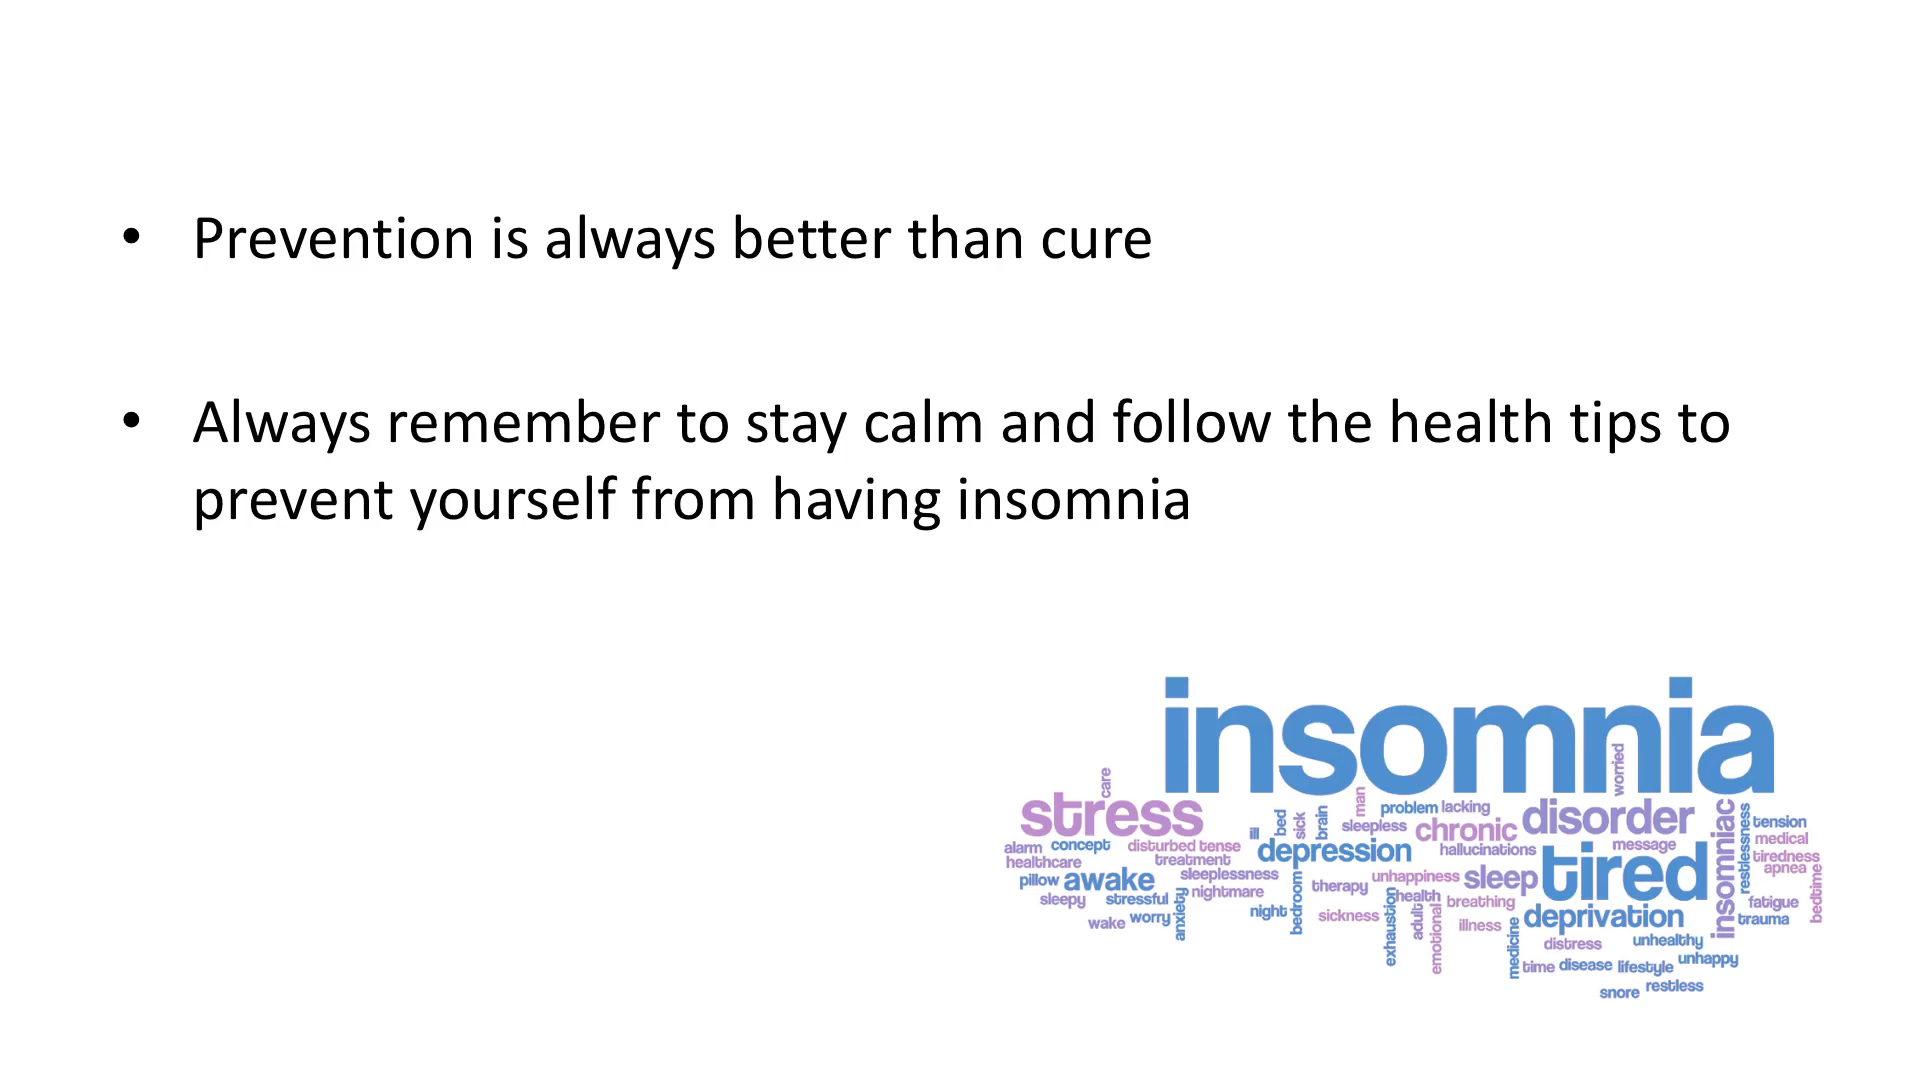 • Prevention is always better than cure
• Always remember to stay calm and follow the health tips to
prevent yourself from having insomnia
insomnia
care
worried
stress
man
problem lacking
disorder
ill
bed
sick
brain
sleepless
chronic
insomniac
restlessness
tension
alarm concept
disturbed tense
depression
hallucinations
message
medical
healthcare
treatment
tired
tiredness
apnea
pillow awake
sleeplessness
bedroom
therapy
unhappiness
sleep
bedtime
sleepy
stressful
anxiety
nightmare
exhaustion
health
breathing
fatigue
wake worry
night
sickness
adult
emotional
illness
medicine
deprivation
trauma
distress
unhealthy
time disease lifestyle unhappy
snore restless